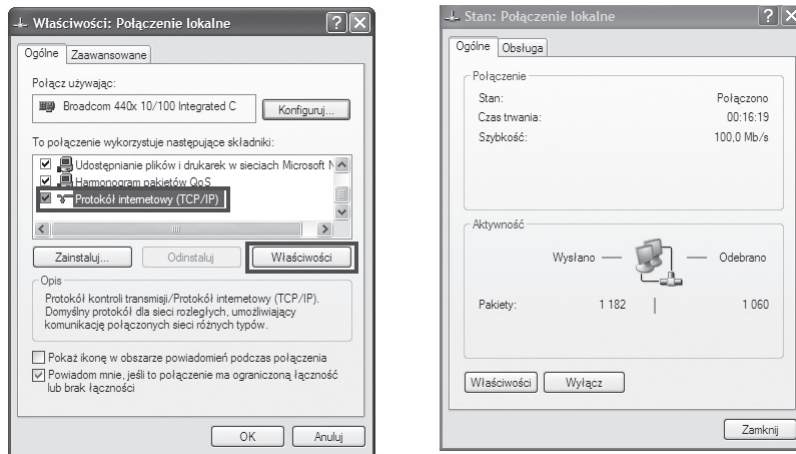 Właściwości: Połączenie lokalne
Ogólne Zaawansowane
Połącz używając:
Broadcom 440x 10/100 Integrated C Konfiguruj...
To połączenie wykorzystuje następujące składniki:
Udostępnianie plików i drukarek w sieciach Microsoft N
Harmonogram pakietów QoS
Protokół internetowy (TCP/IP)
Zainstaluj... Odinstaluj Właściwości
Opis
Protokół kontroli transmisji/Protokół internetowy (TCP/IP).
Domyślny protokół dla sieci rozległych, umożliwiający
komunikację połączonych sieci różnych typów.
Pokaż ikonę w obszarze powiadomień podczas połączenia
Powiadom mnie, jeśli to połączenie ma ograniczoną łączność
lub brak łączności
OK Anuluj
Stan: Połączenie lokalne
Ogólne Obsługa
Połączenie
Stan: Połączono
Czas trwania: 00:16:19
Szybkość: 100,0 Mb/s
Aktywność
Wysłano — — Odebrano
Pakiety: 1 182 | 1 060
Właściwości Wyłącz
Zamknij